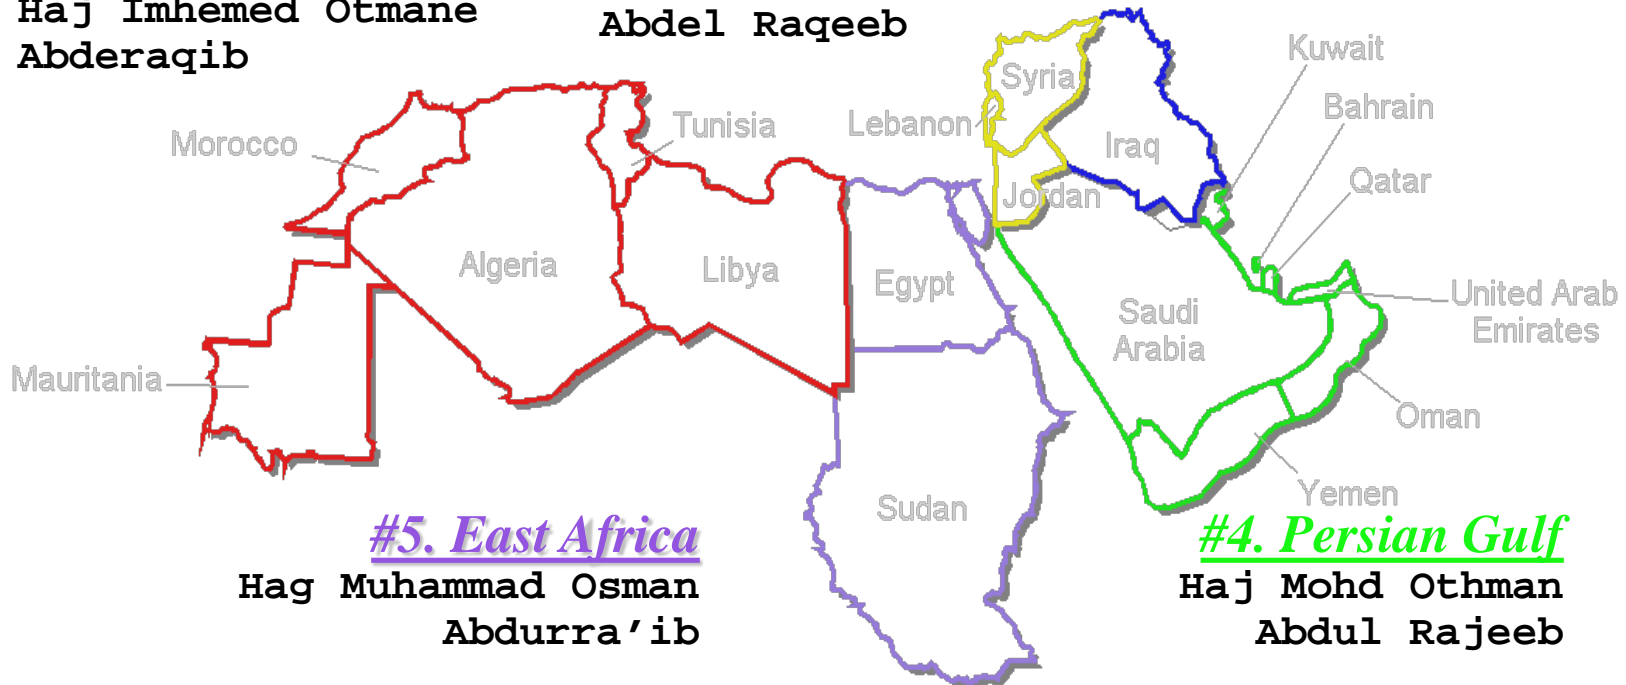 Haj Imhemed Otmane
Abderaqib
Abdel Raqeeb
Kuwait
Syria
Bahrain
Tunisia
Lebanon
Morocco
Iraq
Qatar
Jordan
Algeria
Libya
Egypt
United Arab
Emirates
Saudi
Arabia
Mauritania
Oman
Yemen
Sudan
#5. East Africa
Hag Muhammad Osman
Abdurra’ib
#4. Persian Gulf
Haj Mohd Othman
Abdul Rajeeb